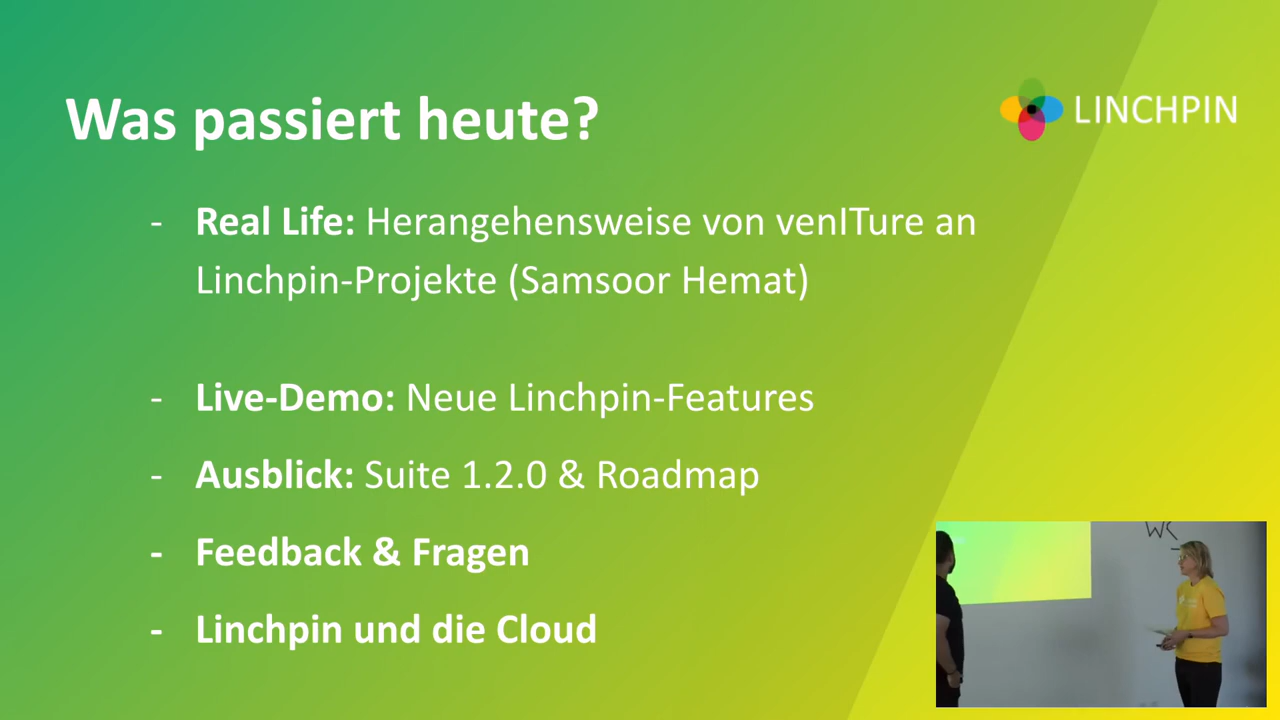 Was passiert heute?
LINCHPIN
- Real Life: Herangehensweise von venITure an
Linchpin-Projekte (Samsoor Hemat)
- Live-Demo: Neue Linchpin-Features
- Ausblick: Suite 1.2.0 & Roadmap
- Feedback & Fragen
- Linchpin und die Cloud